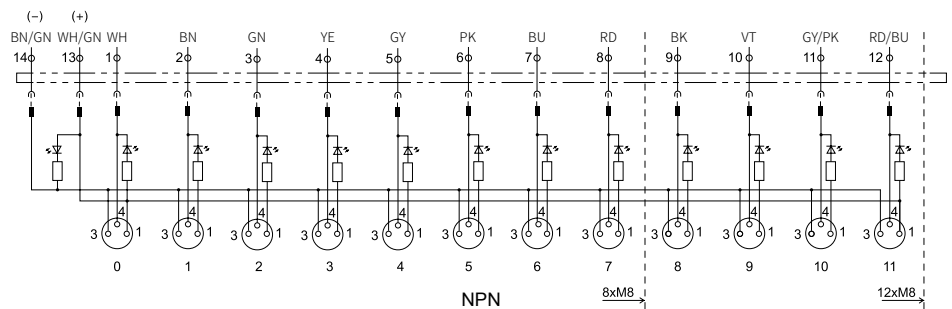 (-) (+)
BN/GN WH/GN WH BN GN YE GY PK BU RD BK VT GY/PK RD/BU
14 13 1 2 3 4 5 6 7 8 9 10 11 12
4 4 4 4 4 4 4 4 4 4 4 4
3 1 3 1 3 1 3 1 3 1 3 1 3 1 3 1 3 1 3 1 3 1 3 1
0 1 2 3 4 5 6 7 8 9 10 11
NPN 8xM8 12xM8